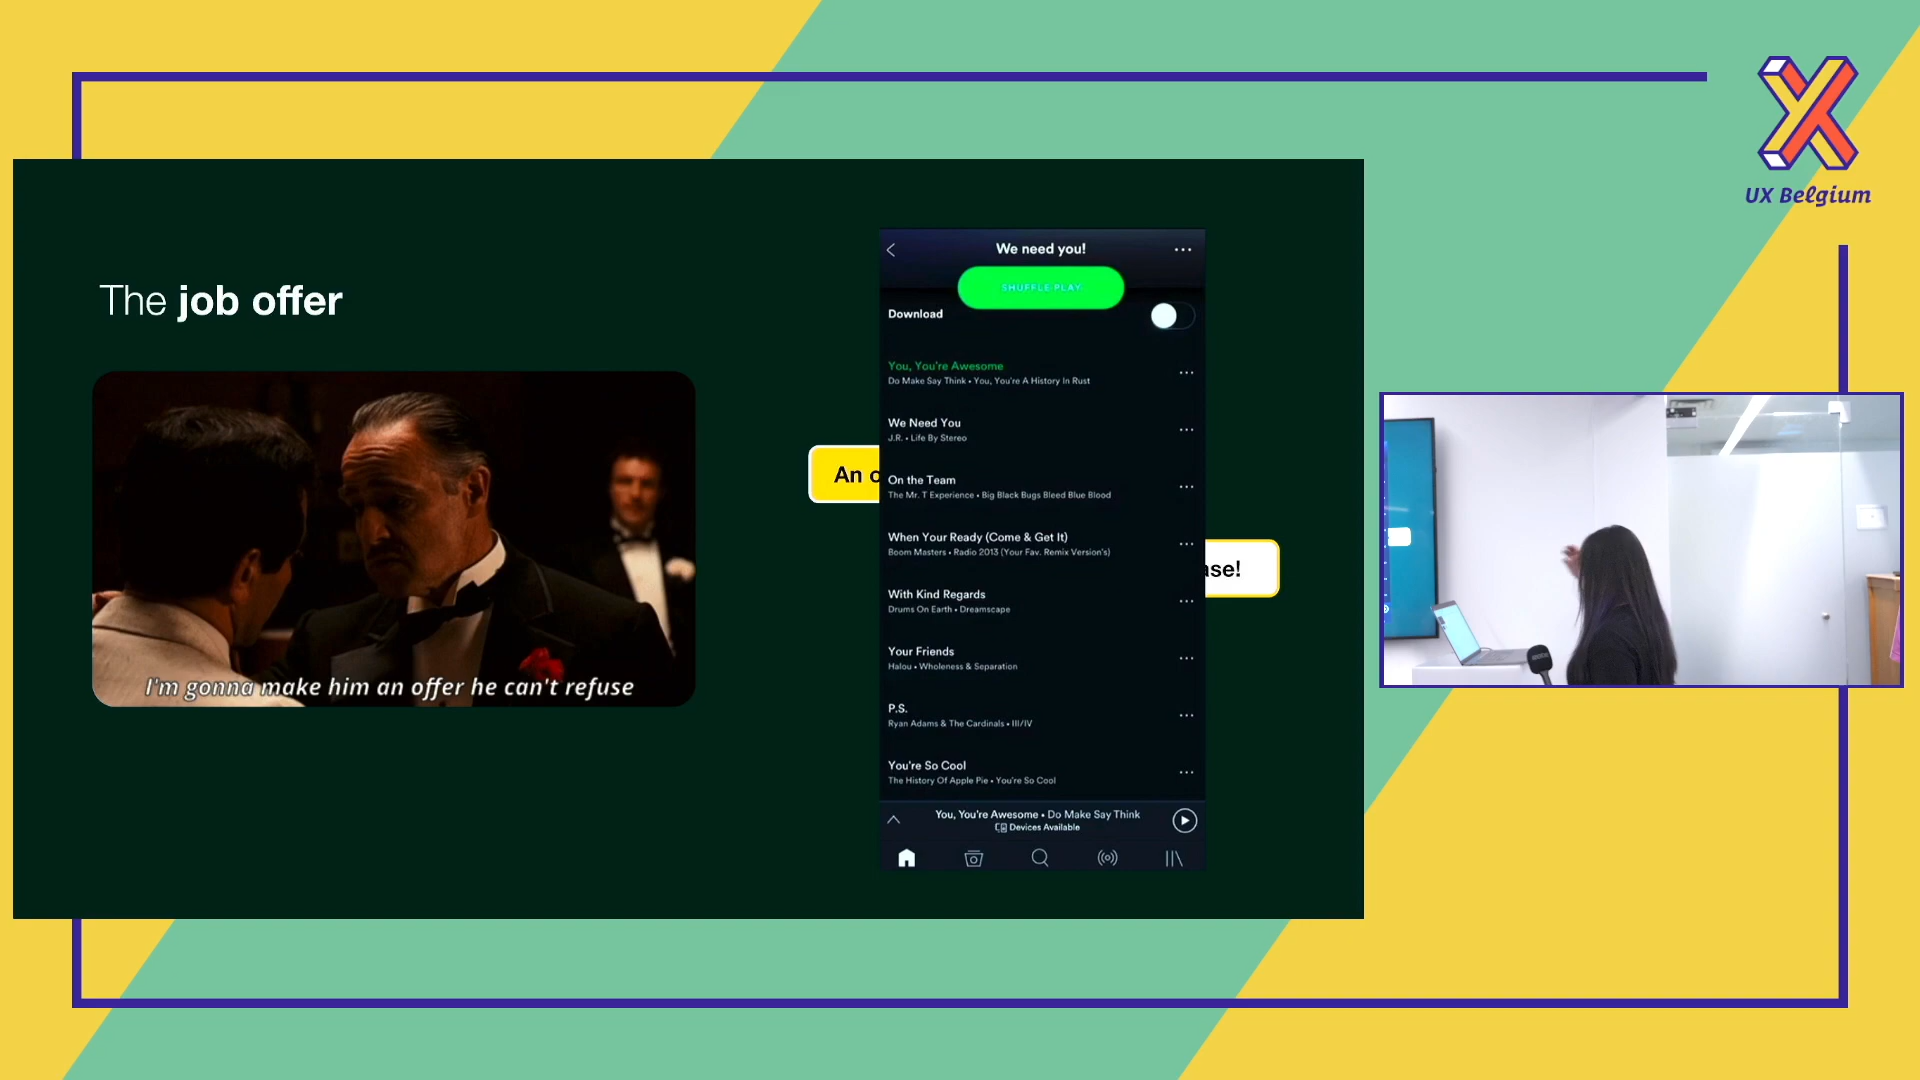 UX Belgium
The job offer
I'm gonna make him an offer he can't refuse
An o
ase!
We need you!
SHUFFLE PLAY
Download
You, You're Awesome
Do Make Say Think • You, You're A History In Rust
We Need You
J.R. • Life By Stereo
On the Team
The Mr. T Experience • Big Black Bugs Bleed Blue Blood
When Your Ready (Come & Get It)
Boom Masters • Radio 2013 (Your Fav. Remix Version's)
With Kind Regards
Drums On Earth • Dreamscape
Your Friends
Halou • Wholeness & Separation
P.S.
Ryan Adams & The Cardinals • III/IV
You're So Cool
The History Of Apple Pie • You're So Cool
You, You're Awesome • Do Make Say Think
Devices Available